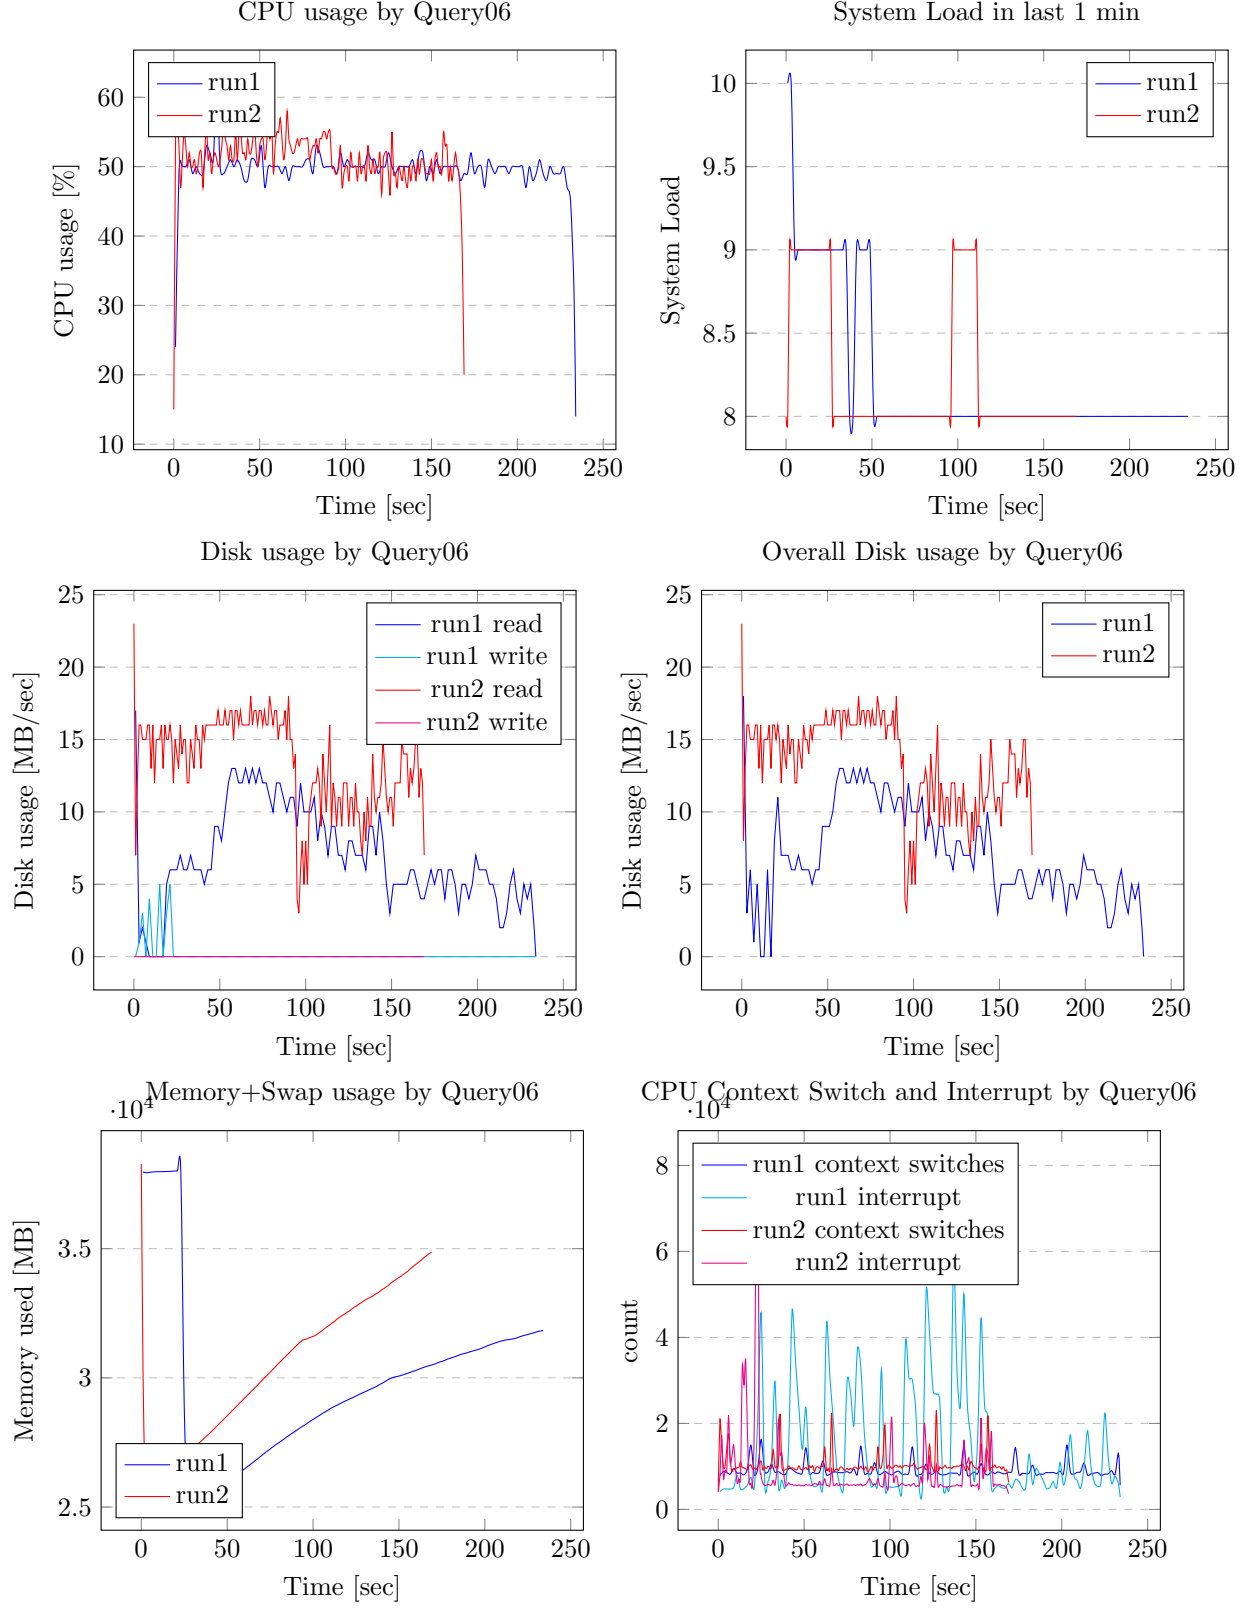 CPU usage by Query06
CPU usage [%]
60
50
40
30
20
10
0 50 100 150 200 250
Time [sec]
run1
run2
System Load in last 1 min
System Load
10
9.5
9
8.5
8
0 50 100 150 200 250
Time [sec]
run1
run2
Disk usage by Query06
Disk usage [MB/sec]
25
20
15
10
5
0
0 50 100 150 200 250
Time [sec]
run1 read
run1 write
run2 read
run2 write
Overall Disk usage by Query06
Disk usage [MB/sec]
25
20
15
10
5
0
0 50 100 150 200 250
Time [sec]
run1
run2
Memory+Swap usage by Query06
·10⁴
Memory used [MB]
3.5
3
2.5
0 50 100 150 200 250
Time [sec]
run1
run2
CPU Context Switch and Interrupt by Query06
·10⁴
count
8
6
4
2
0
0 50 100 150 200 250
Time [sec]
run1 context switches
run1 interrupt
run2 context switches
run2 interrupt